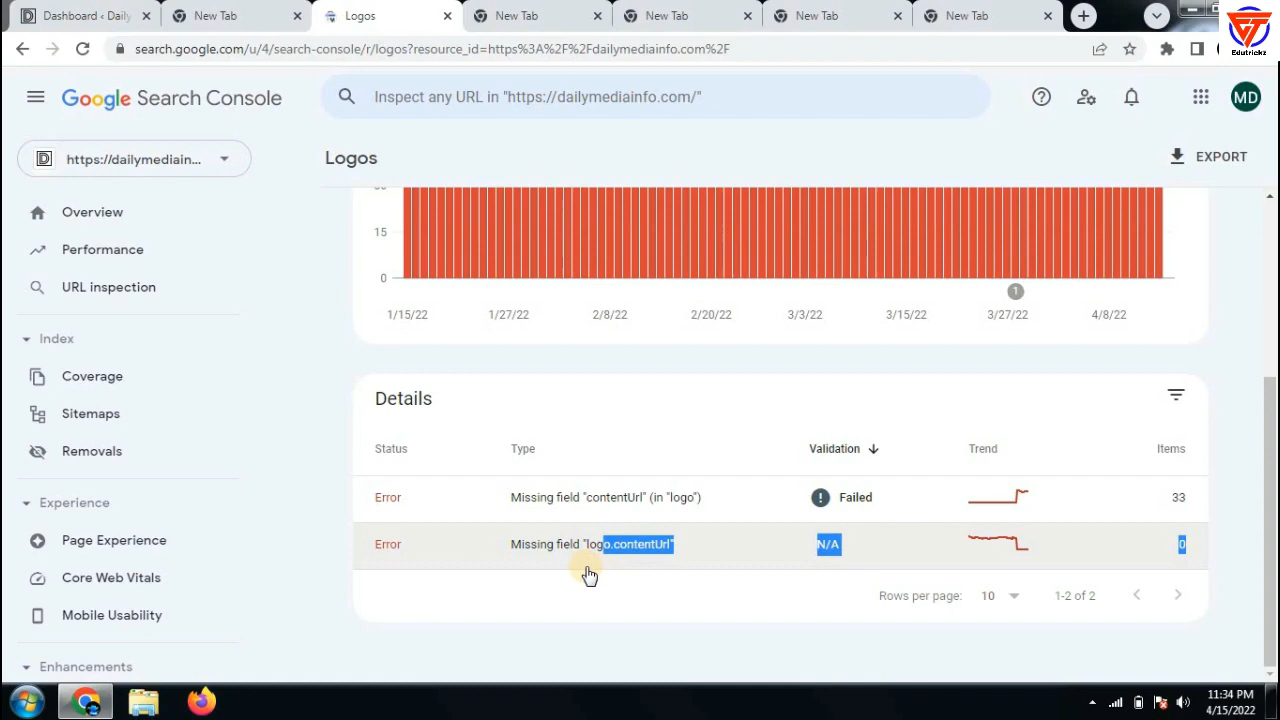 Dashboard ‹ Daily
New Tab
Logos
New Tab
New Tab
New Tab
New Tab
search.google.com/u/4/search-console/r/logos?resource_id=https%3A%2F%2Fdailymediainfo.com%2F
Edutrickz
Google Search Console
Inspect any URL in "https://dailymediainfo.com/"
MD
https://dailymediain...
Logos
EXPORT
Overview
Performance
URL inspection
Index
Coverage
Sitemaps
Removals
Experience
Page Experience
Core Web Vitals
Mobile Usability
Enhancements
30
15
0
1
1/15/22 1/27/22 2/8/22 2/20/22 3/3/22 3/15/22 3/27/22 4/8/22
Details
Status Type Validation Trend Items
Error Missing field "contentUrl" (in "logo") Failed 33
Error Missing field "logo.contentUrl" N/A 0
Rows per page: 10 1-2 of 2
11:34 PM
4/15/2022